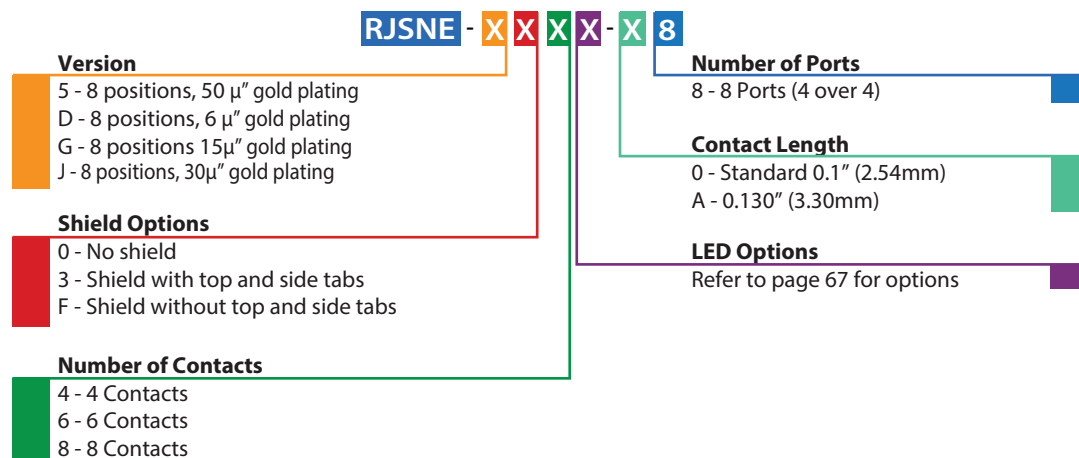 RJSNE - X X X X - X 8
Version
5 - 8 positions, 50 μ” gold plating
D - 8 positions, 6 μ” gold plating
G - 8 positions 15μ” gold plating
J - 8 positions, 30μ” gold plating
Shield Options
0 - No shield
3 - Shield with top and side tabs
F - Shield without top and side tabs
Number of Contacts
4 - 4 Contacts
6 - 6 Contacts
8 - 8 Contacts
Number of Ports
8 - 8 Ports (4 over 4)
Contact Length
0 - Standard 0.1” (2.54mm)
A - 0.130” (3.30mm)
LED Options
Refer to page 67 for options